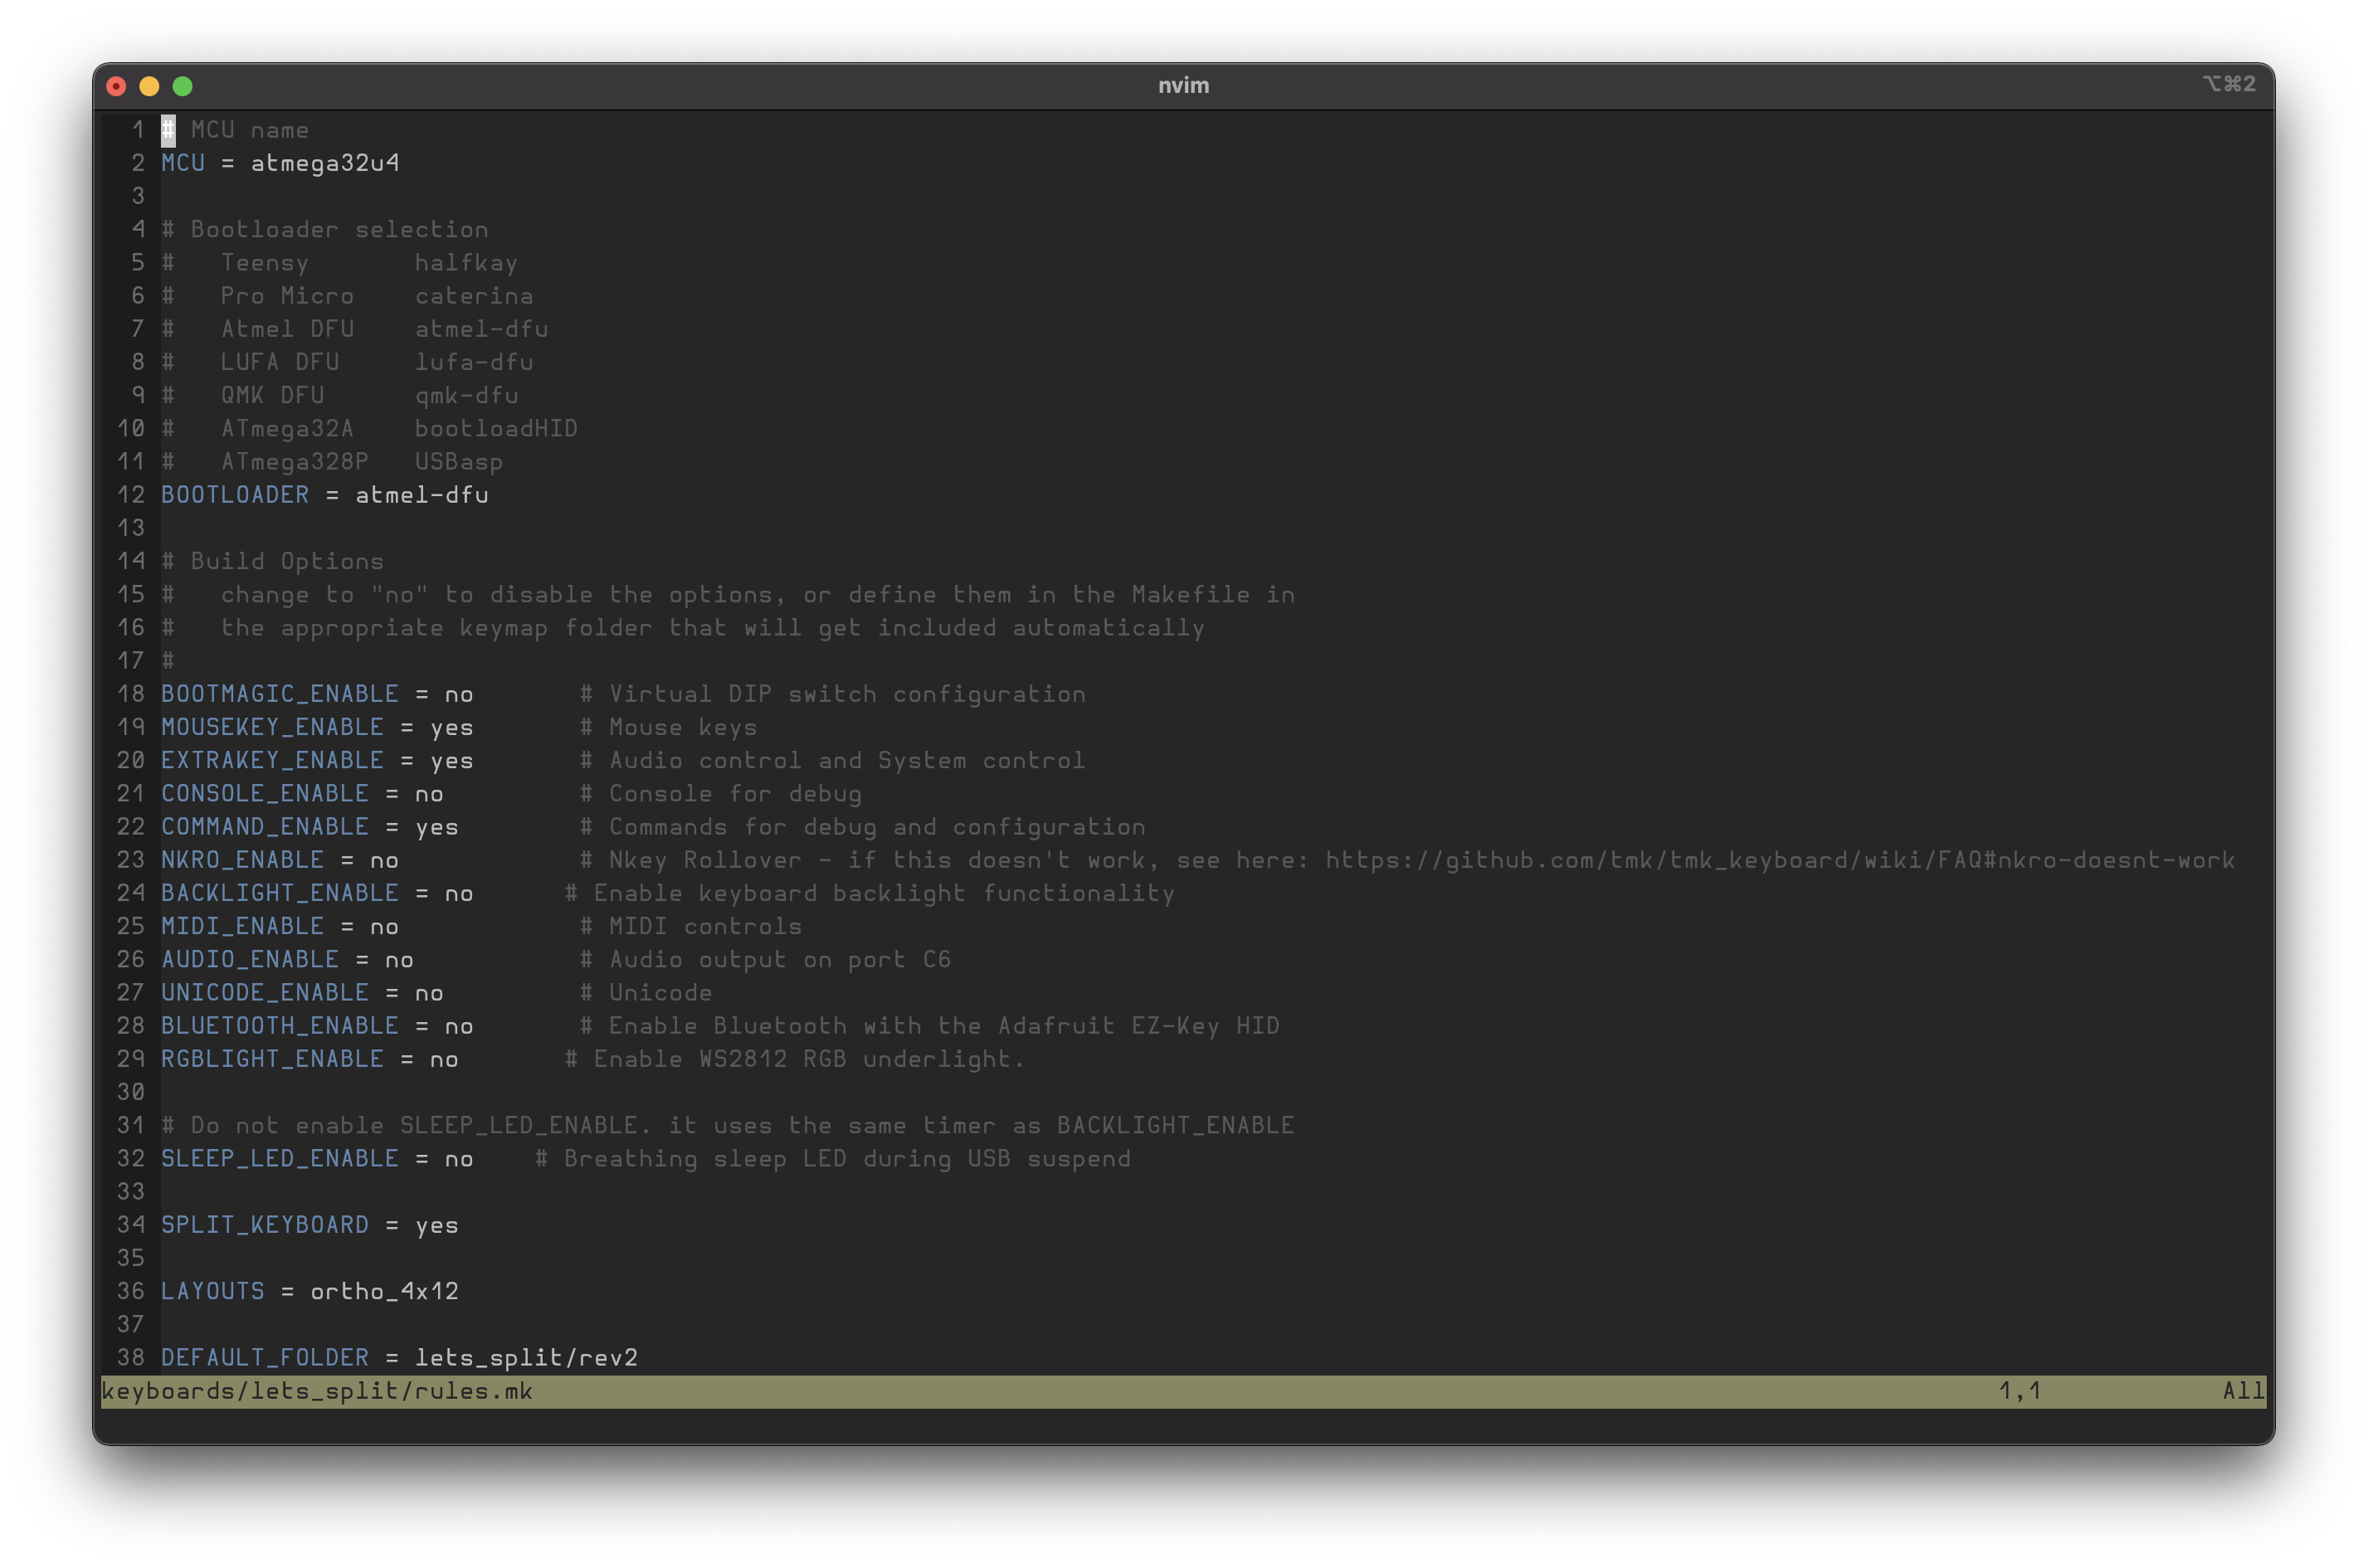 nvim
⌥⌘2
1 # MCU name
2 MCU = atmega32u4
3
4 # Bootloader selection
5 #   Teensy       halfkay
6 #   Pro Micro    caterina
7 #   Atmel DFU    atmel-dfu
8 #   LUFA DFU     lufa-dfu
9 #   QMK DFU      qmk-dfu
10 #   ATmega32A    bootloadHID
11 #   ATmega328P   USBasp
12 BOOTLOADER = atmel-dfu
13
14 # Build Options
15 #   change to "no" to disable the options, or define them in the Makefile in
16 #   the appropriate keymap folder that will get included automatically
17 #
18 BOOTMAGIC_ENABLE = no       # Virtual DIP switch configuration
19 MOUSEKEY_ENABLE = yes       # Mouse keys
20 EXTRAKEY_ENABLE = yes       # Audio control and System control
21 CONSOLE_ENABLE = no         # Console for debug
22 COMMAND_ENABLE = yes        # Commands for debug and configuration
23 NKRO_ENABLE = no            # Nkey Rollover - if this doesn't work, see here: https://github.com/tmk/tmk_keyboard/wiki/FAQ#nkro-doesnt-work
24 BACKLIGHT_ENABLE = no      # Enable keyboard backlight functionality
25 MIDI_ENABLE = no            # MIDI controls
26 AUDIO_ENABLE = no           # Audio output on port C6
27 UNICODE_ENABLE = no         # Unicode
28 BLUETOOTH_ENABLE = no       # Enable Bluetooth with the Adafruit EZ-Key HID
29 RGBLIGHT_ENABLE = no       # Enable WS2812 RGB underlight.
30
31 # Do not enable SLEEP_LED_ENABLE. it uses the same timer as BACKLIGHT_ENABLE
32 SLEEP_LED_ENABLE = no    # Breathing sleep LED during USB suspend
33
34 SPLIT_KEYBOARD = yes
35
36 LAYOUTS = ortho_4x12
37
38 DEFAULT_FOLDER = lets_split/rev2
keyboards/lets_split/rules.mk 1,1 All